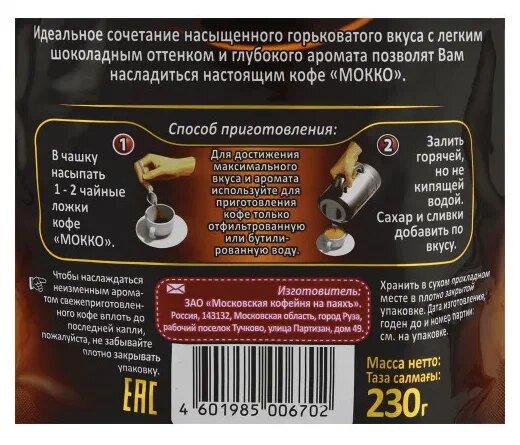 Идеальное сочетание насыщенного горьковатого вкуса с легким
шоколадным оттенком и глубокого аромата позволят Вам
насладиться настоящим кофе «МОККО».
Способ приготовления:
1
В чашку
насыпать
1 - 2 чайные
ложки
кофе
«МОККО».
Для достижения
максимального
вкуса и аромата
используйте для
приготовления
кофе только
отфильтрованную
или бутили-
рованную воду.
2
Залить
горячей,
но не
кипящей
водой.
Сахар и сливки
добавить по
вкусу.
Чтобы наслаждаться
неизменным арома-
том свежеприготовлен-
ного кофе вплоть до
последней капли,
пожалуйста, не забывайте
плотно закрывать
упаковку.
Изготовитель:
ЗАО «Московская кофейня на паяхъ».
Россия, 143132, Московская область, город Руза,
рабочий поселок Тучково, улица Партизан, дом 49.
Хранить в сухом прохладном
месте в плотно закрытой
упаковке. Дата изготовления,
годен до и номер партии:
см. на упаковке.
EAC
4 601985 006702
Масса нетто:
Таза салмағы:
230г